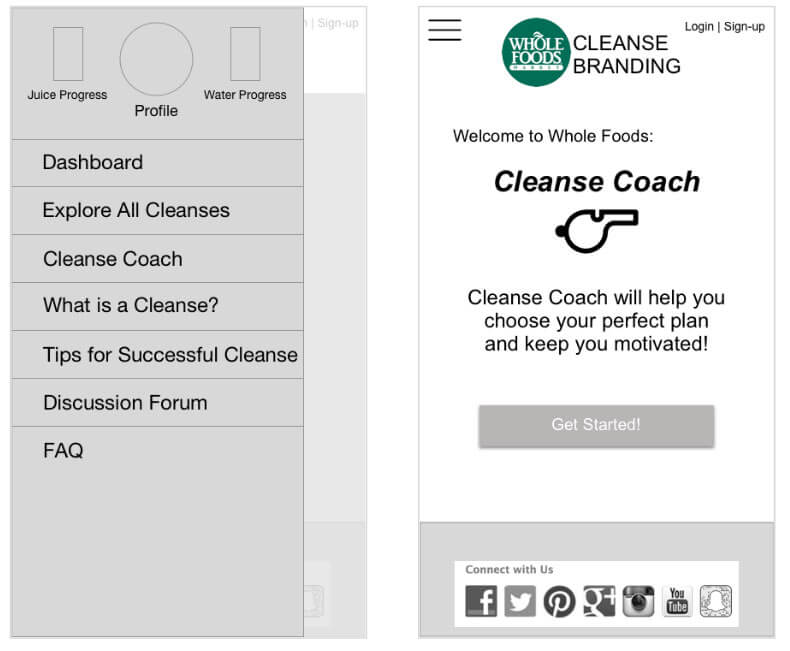 Juice Progress
Profile
Water Progress
Dashboard
Explore All Cleanses
Cleanse Coach
What is a Cleanse?
Tips for Successful Cleanse
Discussion Forum
FAQ
| Sign-up
Login | Sign-up
WHOLE
FOODS
MARKET
CLEANSE
BRANDING
Welcome to Whole Foods:
Cleanse Coach
Cleanse Coach will help you
choose your perfect plan
and keep you motivated!
Get Started!
Connect with Us
You
Tube